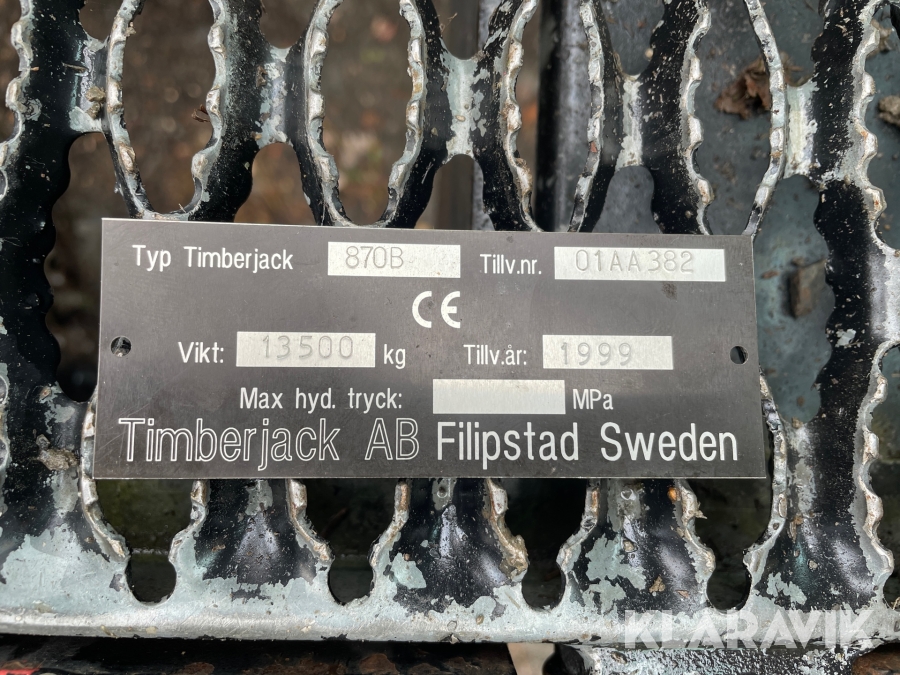 Typ Timberjack 870B Tillv.nr. 01AA382
CE
Vikt: 13500 kg Tillv.år: 1999
Max hyd. tryck: MPa
Timberjack AB Filipstad Sweden
KLARAVIK